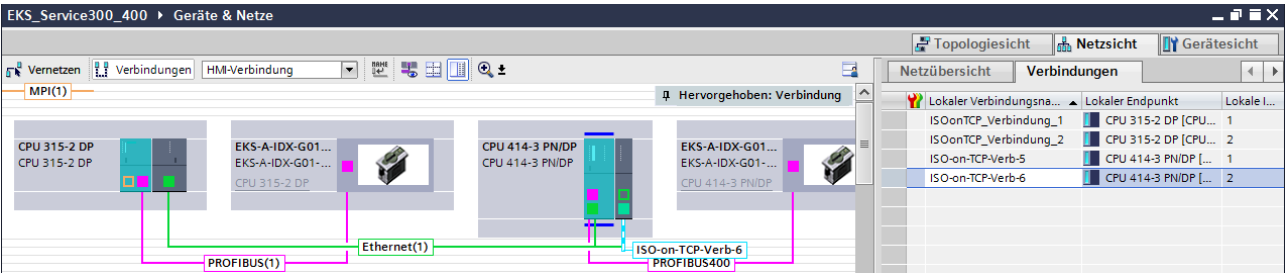 EKS_Service300_400 ▸ Geräte & Netze
Topologiesicht Netzsicht Gerätesicht
Vernetzen Verbindungen HMI-Verbindung
Netzübersicht Verbindungen
MPI(1)
Hervorgehoben: Verbindung
Lokaler Verbindungsna... Lokaler Endpunkt Lokale I...
ISOonTCP_Verbindung_1 CPU 315-2 DP [CPU... 1
ISOonTCP_Verbindung_2 CPU 315-2 DP [CPU... 2
ISO-on-TCP-Verb-5 CPU 414-3 PN/DP [... 1
ISO-on-TCP-Verb-6 CPU 414-3 PN/DP [... 2
CPU 315-2 DP
CPU 315-2 DP
EKS-A-IDX-G01...
EKS-A-IDX-G01-...
CPU 315-2 DP
CPU 414-3 PN/DP
CPU 414-3 PN/DP
EKS-A-IDX-G01...
EKS-A-IDX-G01-...
CPU 414-3 PN/DP
Ethernet(1)
ISO-on-TCP-Verb-6
PROFIBUS(1)
PROFIBUS400